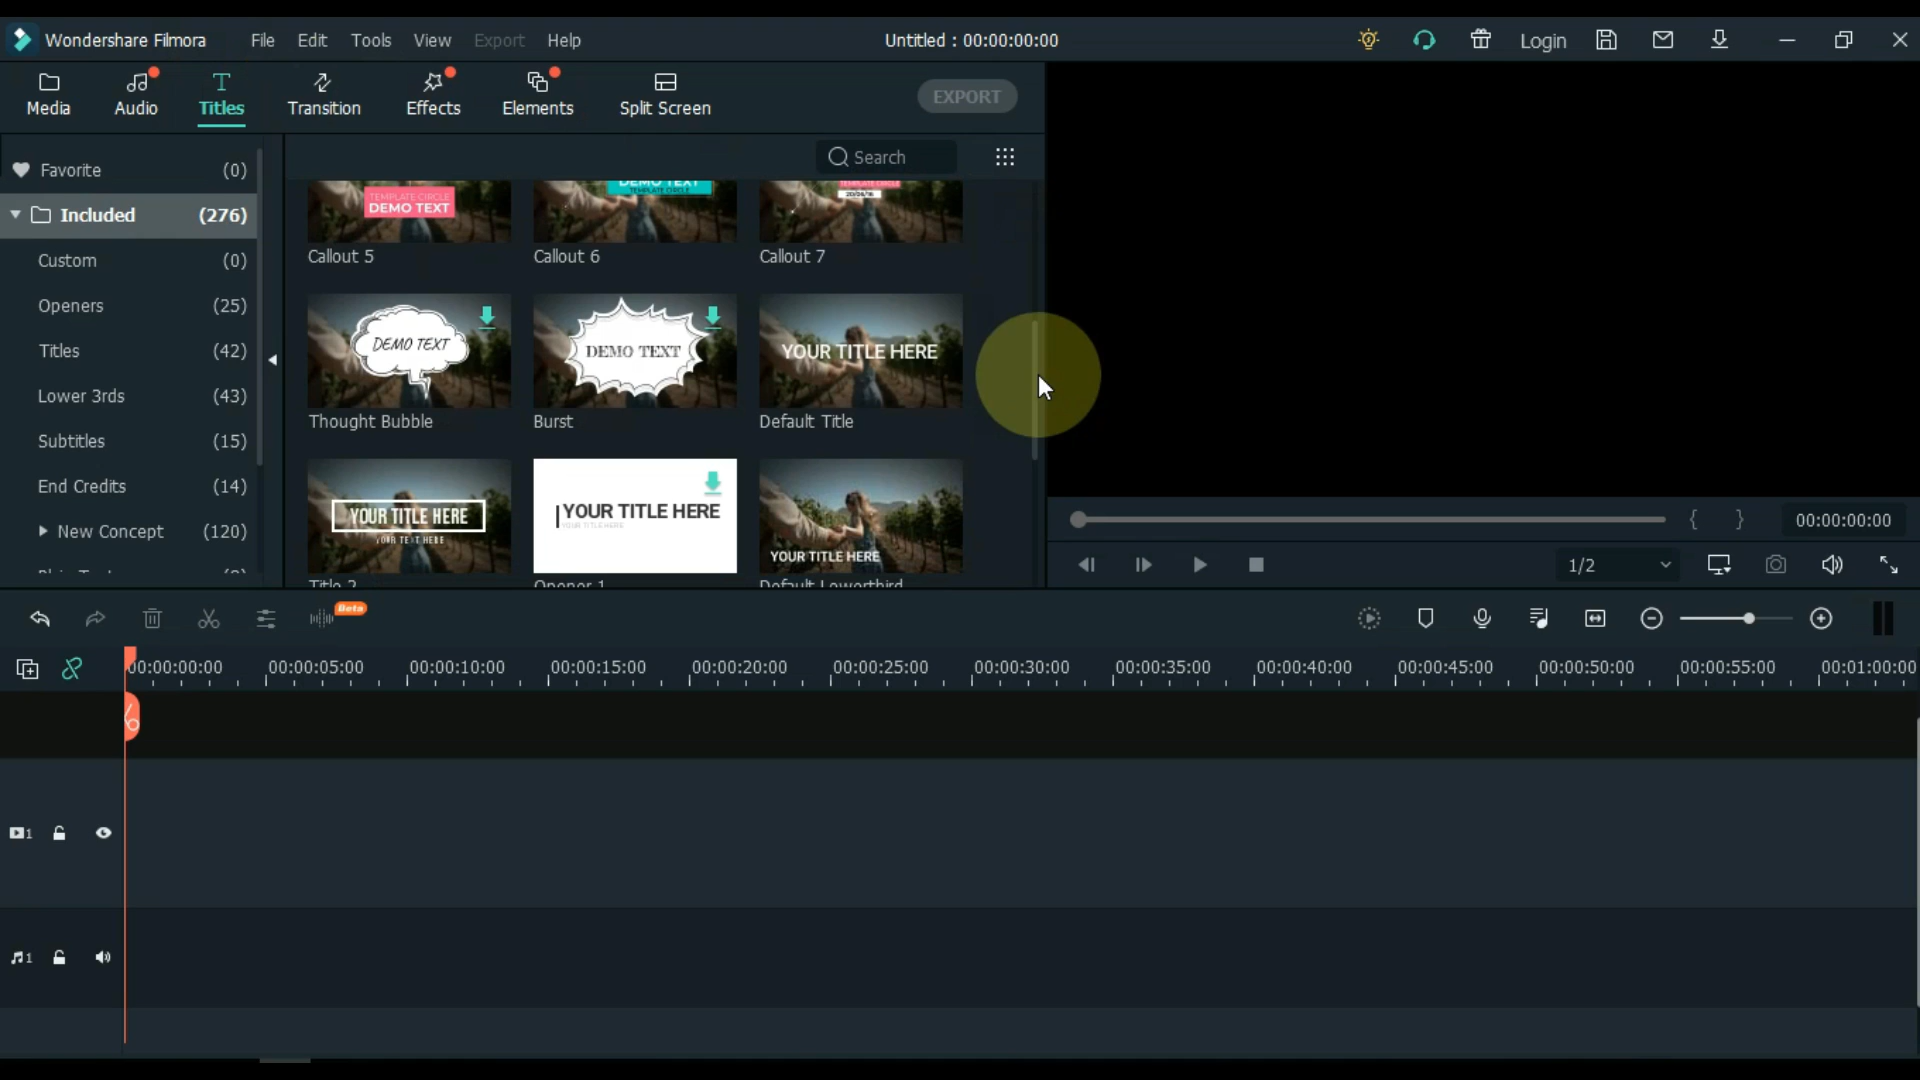 Wondershare Filmora File Edit Tools View Export Help Untitled : 00:00:00:00 Login
Media Audio Titles Transition Effects Elements Split Screen EXPORT
Search
Favorite (0)
Included (276)
Custom (0)
Openers (25)
Titles (42)
Lower 3rds (43)
Subtitles (15)
End Credits (14)
New Concept (120)
TEMPLATE CIRCLE
DEMO TEXT
DEMO TEXT
TEMPLATE CIRCLE
TEMPLATE CIRCLE
Callout 5 Callout 6 Callout 7
DEMO TEXT DEMO TEXT YOUR TITLE HERE
Thought Bubble Burst Default Title
YOUR TITLE HERE
YOUR TEXT HERE
YOUR TITLE HERE
YOUR TITLE HERE
YOUR TITLE HERE
Title 2 Opener 1 Default Lowerthird
00:00:00:00
1/2
Beta
00:00:00:00 00:00:05:00 00:00:10:00 00:00:15:00 00:00:20:00 00:00:25:00 00:00:30:00 00:00:35:00 00:00:40:00 00:00:45:00 00:00:50:00 00:00:55:00 00:01:00:00
1
1